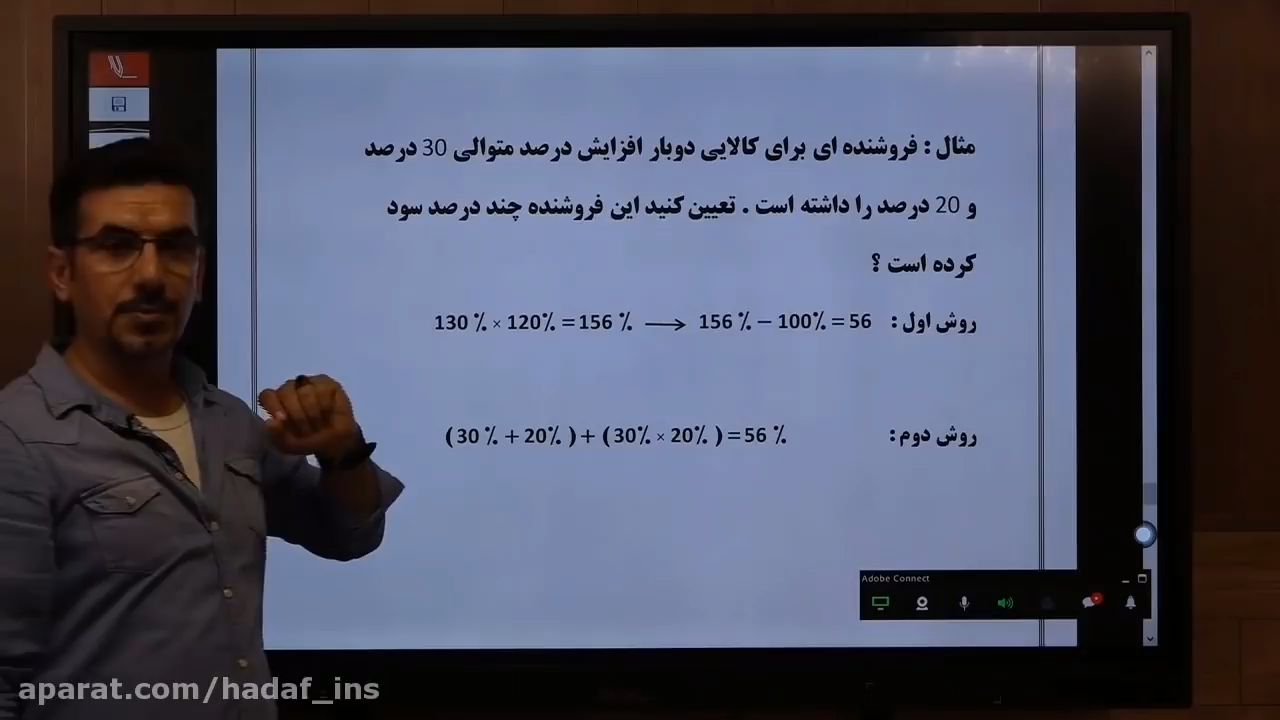 مثال : فروشنده ای برای کالایی دوبار افزایش درصد متوالی 30 درصد
و 20 درصد را داشته است . تعیین کنید این فروشنده چند درصد سود
کرده است ؟
روش اول : 130 ٪ × 120٪ = 156 ٪ → 156 ٪ − 100٪ = 56
روش دوم : (30 ٪ + 20٪ ) + (30٪ × 20٪ ) = 56 ٪
Adobe Connect
aparat.com/hadaf_ins